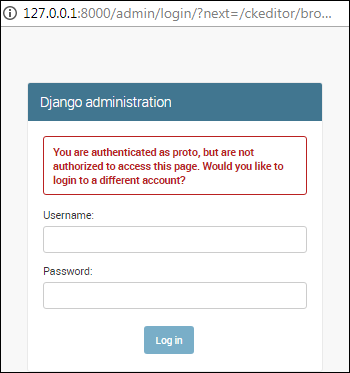 127.0.0.1:8000/admin/login/?next=/ckeditor/bro...
Django administration
You are authenticated as proto, but are not
authorized to access this page. Would you like to
login to a different account?
Username:
Password:
Log in